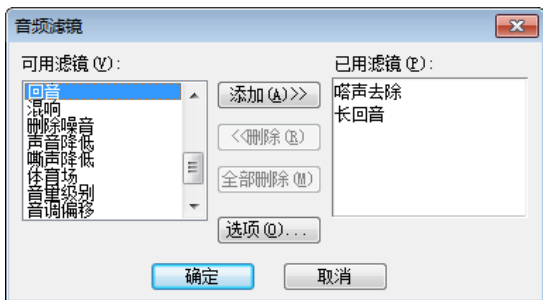 音频滤镜
可用滤镜(V):
回音
混响
删除噪音
声音降低
嘶声降低
体育场
音量级别
音调偏移
添加(A)>>
<<删除(R)
全部删除(M)
选项(O)...
已用滤镜(P):
嗒声去除
长回音
确定
取消